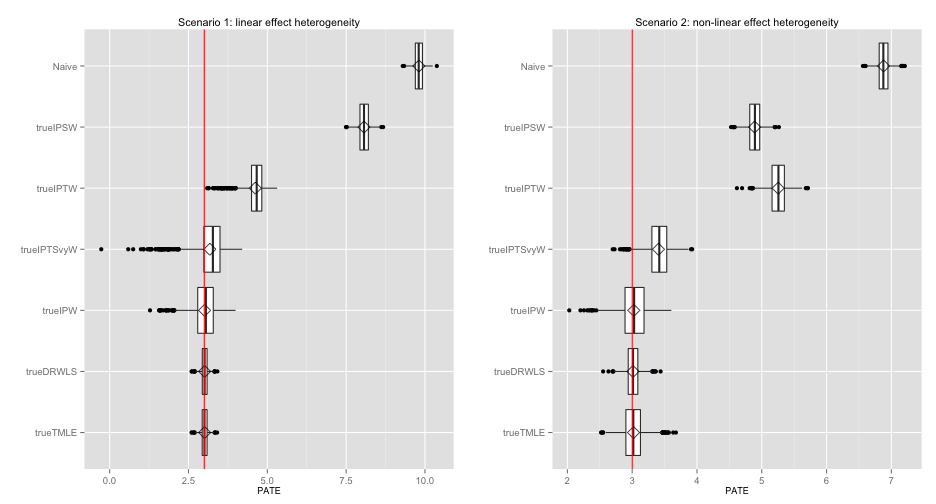 Scenario 1: linear effect heterogeneity
Naive
trueIPSW
trueIPTW
trueIPTSvyW
trueIPW
trueDRWLS
trueTMLE
0.0 2.5 5.0 7.5 10.0
PATE
Scenario 2: non-linear effect heterogeneity
Naive
trueIPSW
trueIPTW
trueIPTSvyW
trueIPW
trueDRWLS
trueTMLE
2 3 4 5 6 7
PATE